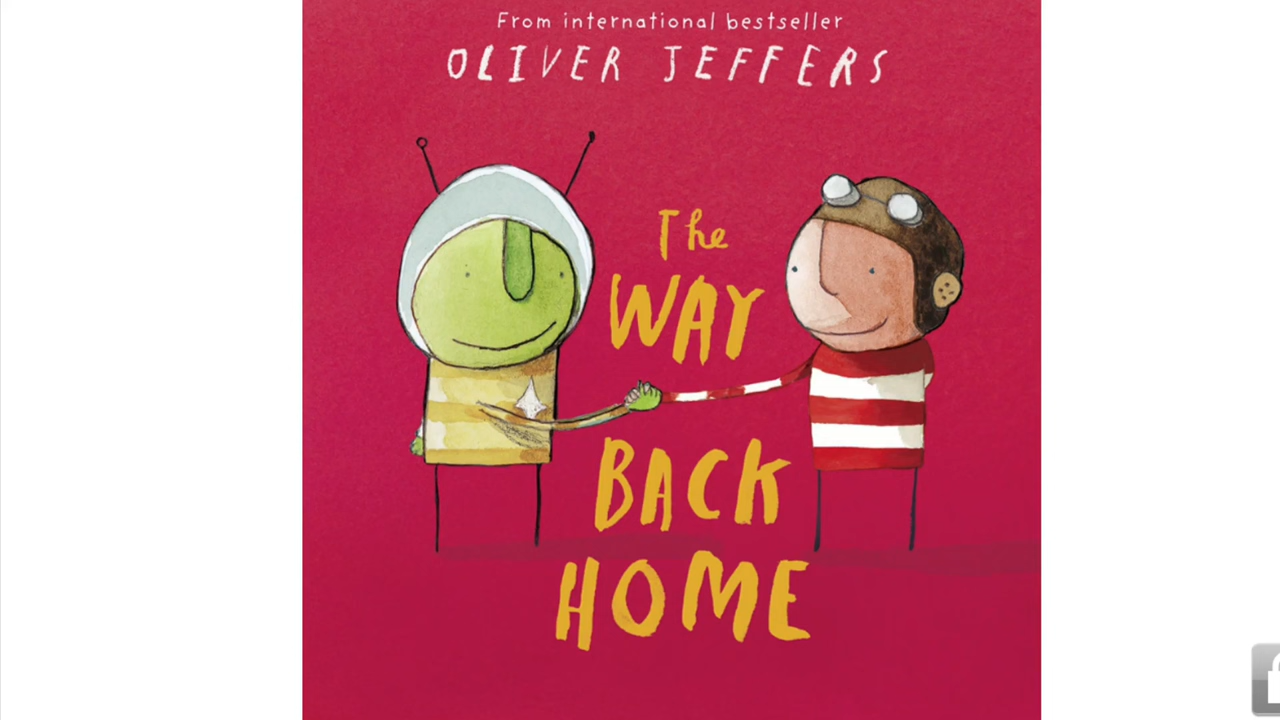 From international bestseller
OLIVER JEFFERS
The
WAY
BACK
HOME